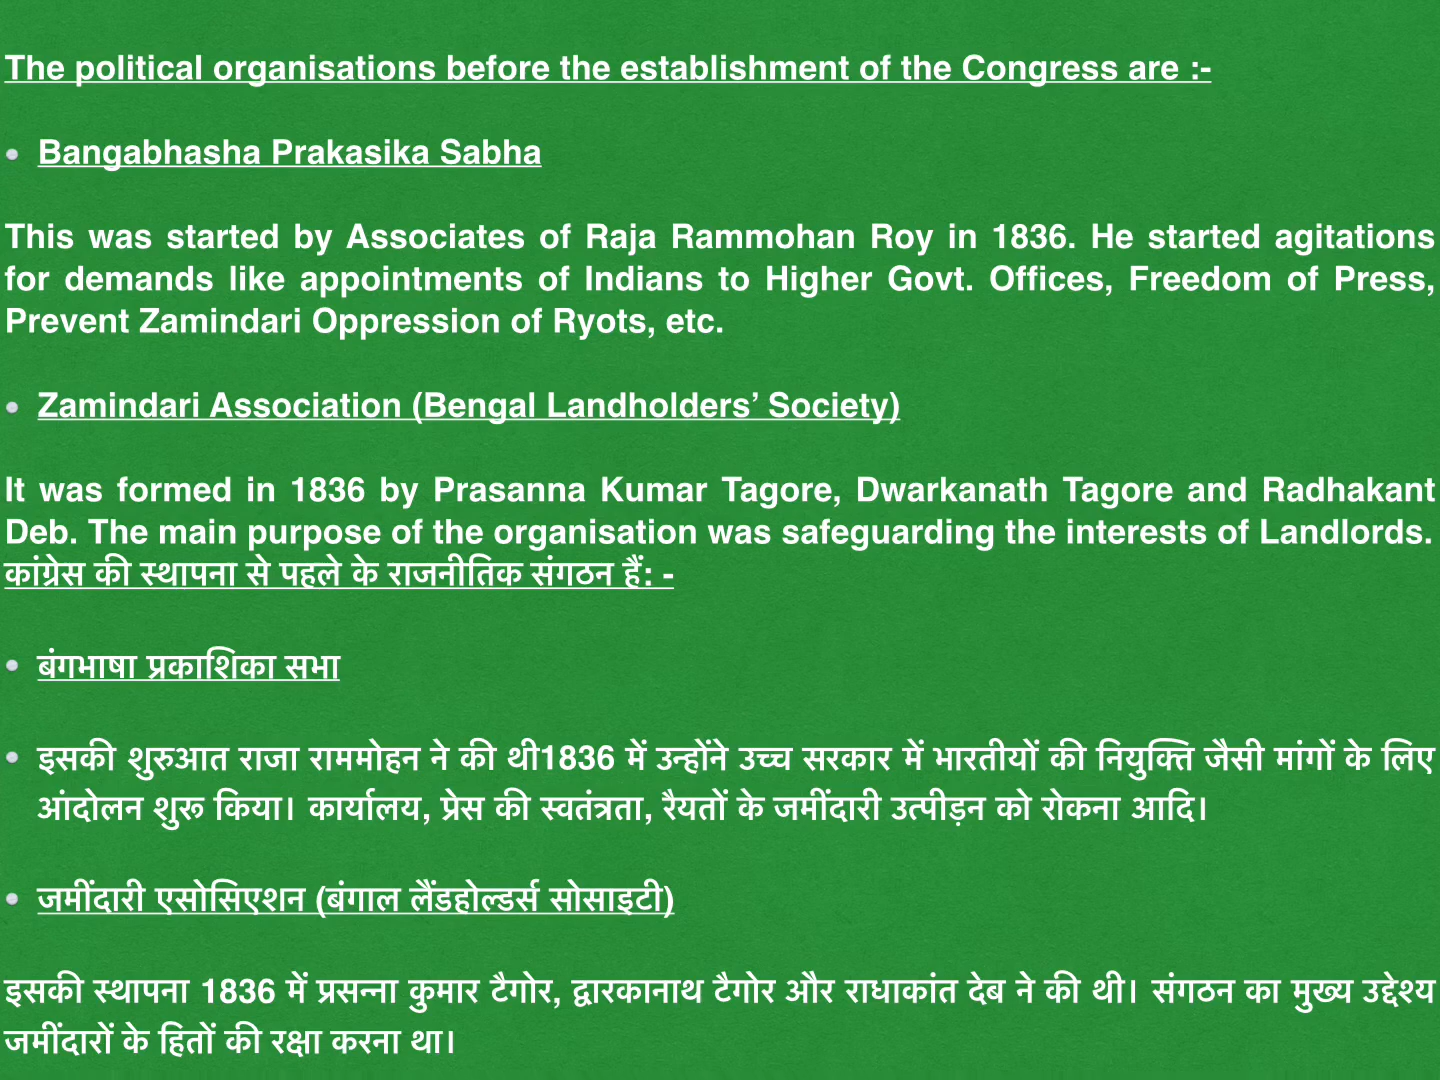 The political organisations before the establishment of the Congress are :-
Bangabhasha Prakasika Sabha
This was started by Associates of Raja Rammohan Roy in 1836. He started agitations
for demands like appointments of Indians to Higher Govt. Offices, Freedom of Press,
Prevent Zamindari Oppression of Ryots, etc.
Zamindari Association (Bengal Landholders’ Society)
It was formed in 1836 by Prasanna Kumar Tagore, Dwarkanath Tagore and Radhakant
Deb. The main purpose of the organisation was safeguarding the interests of Landlords.
कांग्रेस की स्थापना से पहले के राजनीतिक संगठन हैं: -
बंगभाषा प्रकाशिका सभा
इसकी शुरुआत राजा राममोहन ने की थी1836 में उन्होंने उच्च सरकार में भारतीयों की नियुक्ति जैसी मांगों के लिए
आंदोलन शुरू किया। कार्यालय, प्रेस की स्वतंत्रता, रैयतों के जमींदारी उत्पीड़न को रोकना आदि।
जमींदारी एसोसिएशन (बंगाल लैंडहोल्डर्स सोसाइटी)
इसकी स्थापना 1836 में प्रसन्ना कुमार टैगोर, द्वारकानाथ टैगोर और राधाकांत देब ने की थी। संगठन का मुख्य उद्देश्य
जमींदारों के हितों की रक्षा करना था।